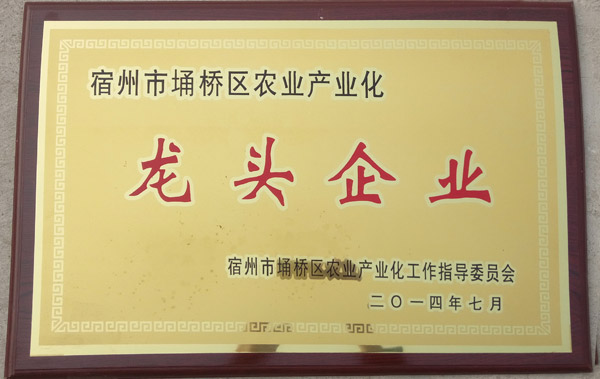 宿州市埇桥区农业产业化
龙头企业
宿州市埇桥区农业产业化工作指导委员会
二〇一四年七月